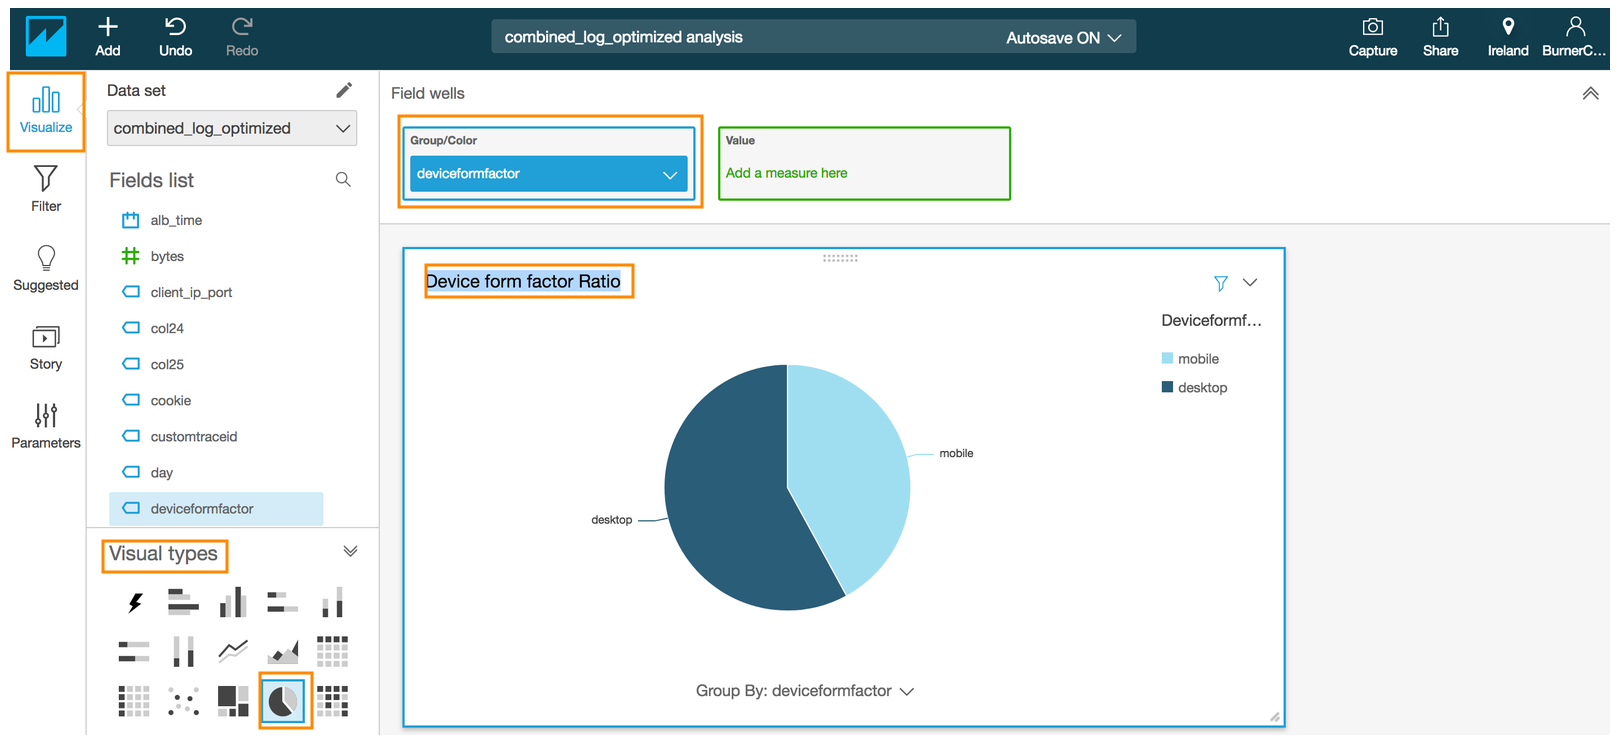 Add
Undo
Redo
combined_log_optimized analysis
Autosave ON
Capture
Share
Ireland
BurnerC...
Visualize
Filter
Suggested
Story
Parameters
Data set
combined_log_optimized
Fields list
alb_time
bytes
client_ip_port
col24
col25
cookie
customtraceid
day
deviceformfactor
Visual types
Field wells
Group/Color
deviceformfactor
Value
Add a measure here
Device form factor Ratio
Deviceformf...
mobile
desktop
mobile
desktop
Group By: deviceformfactor